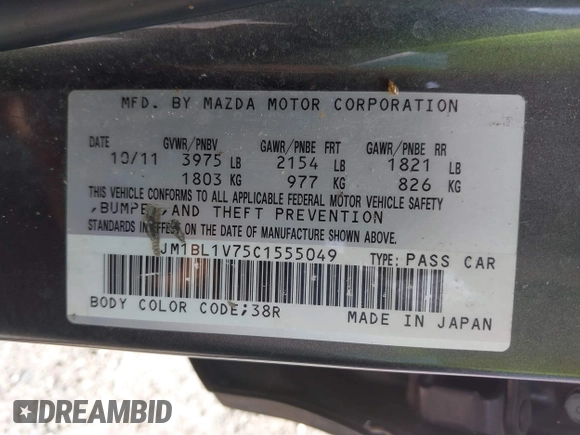 MFD. BY MAZDA MOTOR CORPORATION
DATE GVWR/PNBV GAWR/PNBE FRT GAWR/PNBE RR
10/11 3975 LB 2154 LB 1821 LB
1803 KG 977 KG 826 KG
THIS VEHICLE CONFORMS TO ALL APPLICABLE FEDERAL MOTOR VEHICLE SAFETY
,BUMPER,AND THEFT PREVENTION
STANDARDS IN EFFECT ON THE DATE OF MANUFACTURE SHOWN ABOVE.
JM1BL1V75C1555049 TYPE: PASS CAR
BODY COLOR CODE;38R MADE IN JAPAN
DREAMBID